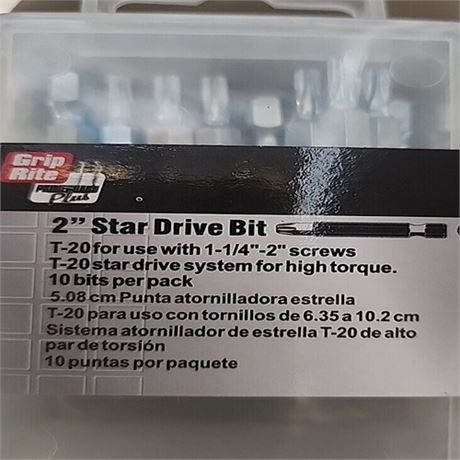 Grip
Rite
PrimeGuard
Plus
2” Star Drive Bit
T-20 for use with 1-1/4"-2" screws
T-20 star drive system for high torque.
10 bits per pack
5.08 cm Punta atornilladora estrella
T-20 para uso con tornillos de 6.35 a 10.2 cm
Sistema atornillador de estrella T-20 de alto
par de torsión
10 puntas por paquete